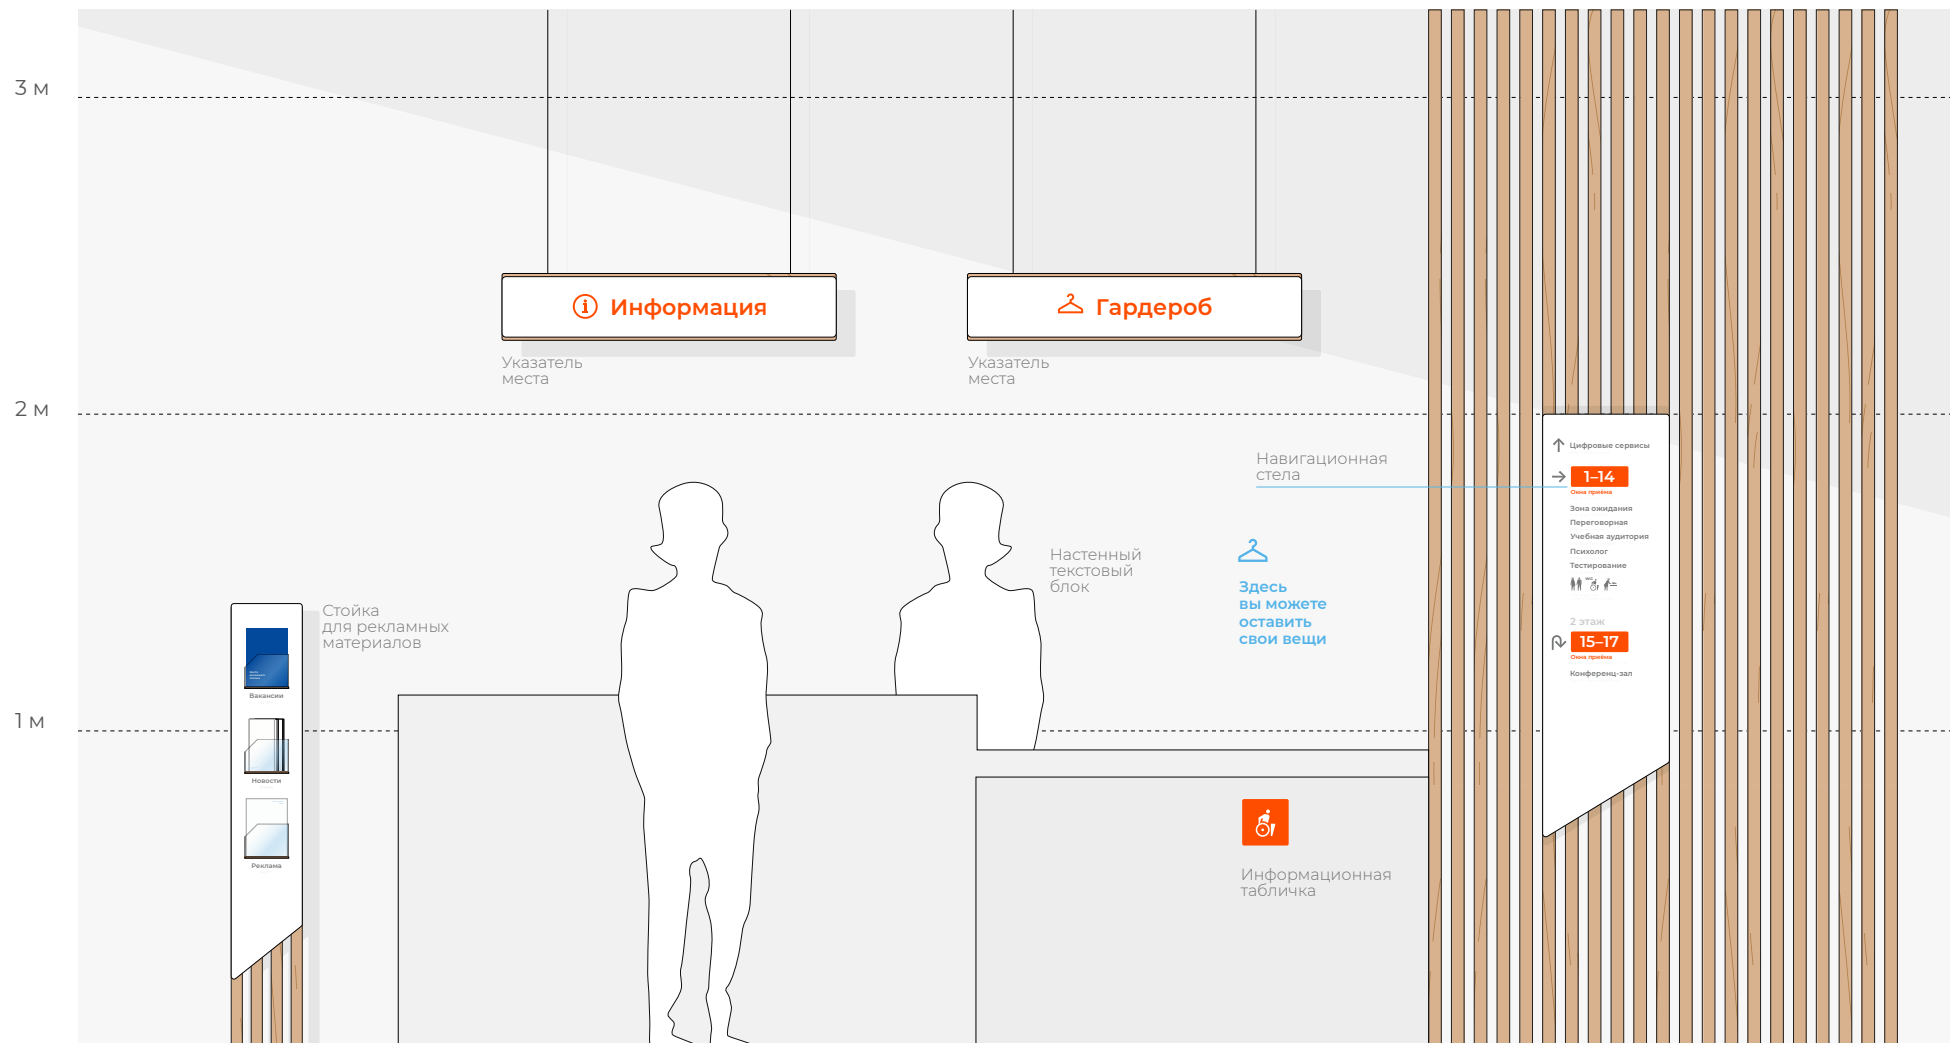 3 м
Информация
Гардероб
Указатель
места
Указатель
места
2 м
Цифровые сервисы
Навигационная
стела
1–14
Окна приёма
Зона ожидания
Переговорная
Учебная аудитория
Психолог
Тестирование
Настенный
текстовый
блок
Здесь
вы можете
оставить
свои вещи
Стойка
для рекламных
материалов
2 этаж
15–17
Окна приёма
Конференц-зал
Вакансии
1 м
Новости
Реклама
Информационная
табличка